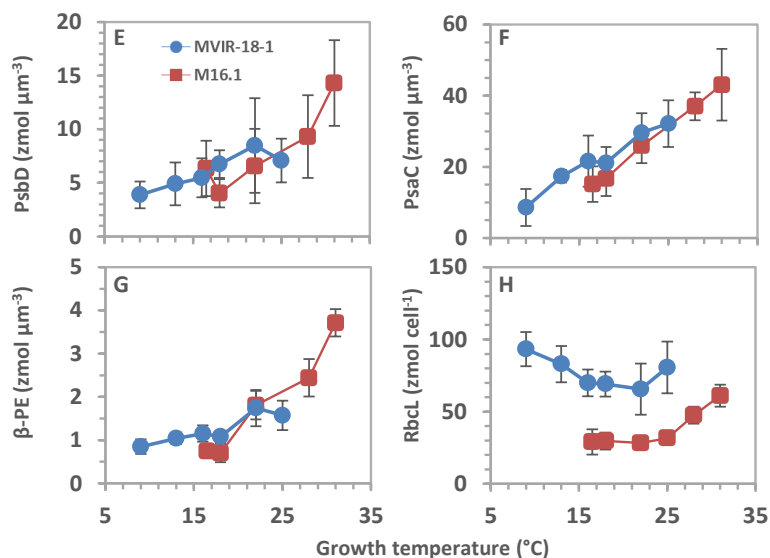 E
MVIR-18-1
M16.1
PsbD (zmol µm-3)
20
15
10
5
0
F
PsaC (zmol µm-3)
60
40
20
0
G
β-PE (zmol µm-3)
5
4
3
2
1
0
5 15 25 35
H
RbcL (zmol cell-1)
150
100
50
0
5 15 25 35
Growth temperature (°C)